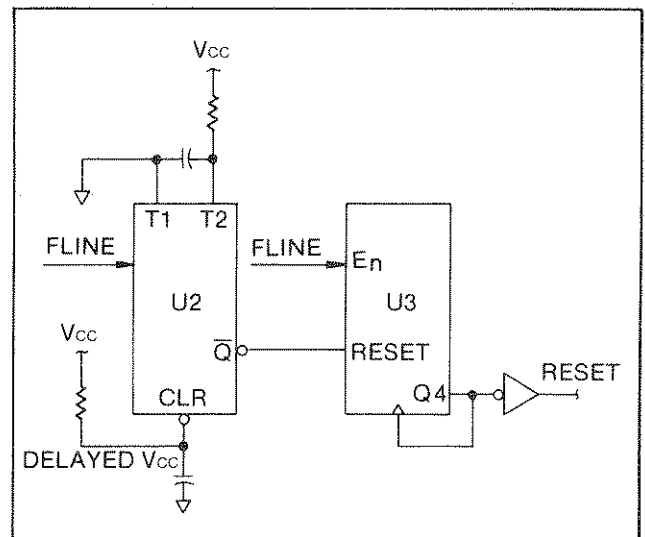 Vcc
T1 T2
FLINE
FLINE
En
U2
U3
Vcc
Q
RESET
Q4
RESET
CLR
DELAYED Vcc